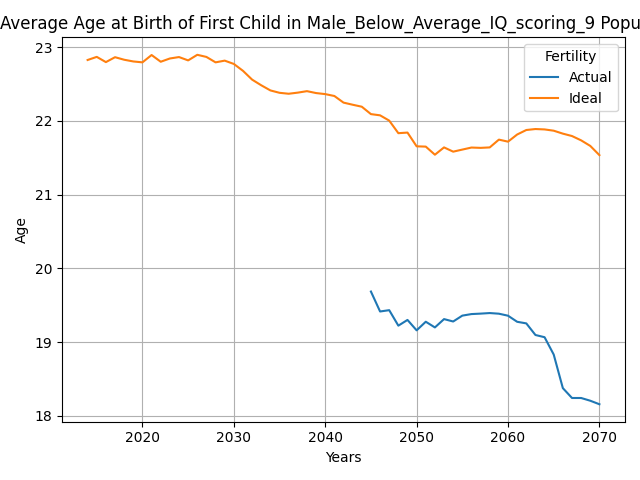 Average Age at Birth of First Child in Male_Below_Average_IQ_scoring_9 Popu
23
22
21
20
19
18
Age
2020
2030
2040
2050
2060
2070
Years
Fertility
Actual
Ideal